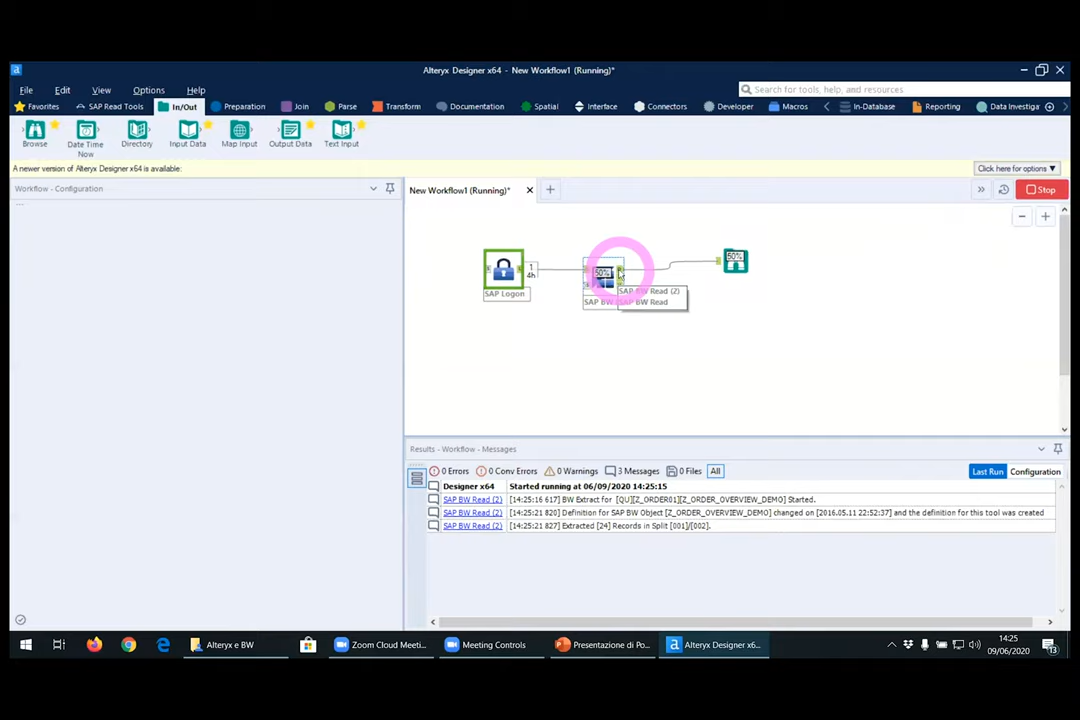 Alteryx Designer x64 - New Workflow1 (Running)*
File Edit View Options Help
Search for tools, help, and resources
Favorites SAP Read Tools In/Out Preparation Join Parse Transform Documentation Spatial Interface Connectors Developer Macros In-Database Reporting Data Investiga
Browse Date Time Now Directory Input Data Map Input Output Data Text Input
A newer version of Alteryx Designer x64 is available: Click here for options
Workflow - Configuration
New Workflow1 (Running)*
Stop
50%
1
4h
50%
SAP Logon
SAP BW
SAP BW Read (2)
SAP BW Read
Results - Workflow - Messages
0 Errors 0 Conv Errors 0 Warnings 3 Messages 0 Files All Last Run Configuration
Designer x64 Started running at 06/09/2020 14:25:15
SAP BW Read (2) [14:25:16 617] BW Extract for [QU][Z_ORDER01][Z_ORDER_OVERVIEW_DEMO] Started.
SAP BW Read (2) [14:25:21 820] Definition for SAP BW Object [Z_ORDER_OVERVIEW_DEMO] changed on [2016.05.11 22:52:37] and the definition for this tool was created
SAP BW Read (2) [14:25:21 827] Extracted [24] Records in Split [001]/[002].
Alteryx e BW
Zoom Cloud Meeti...
Meeting Controls
Presentazione di Po...
Alteryx Designer x6...
14:25
09/06/2020
13